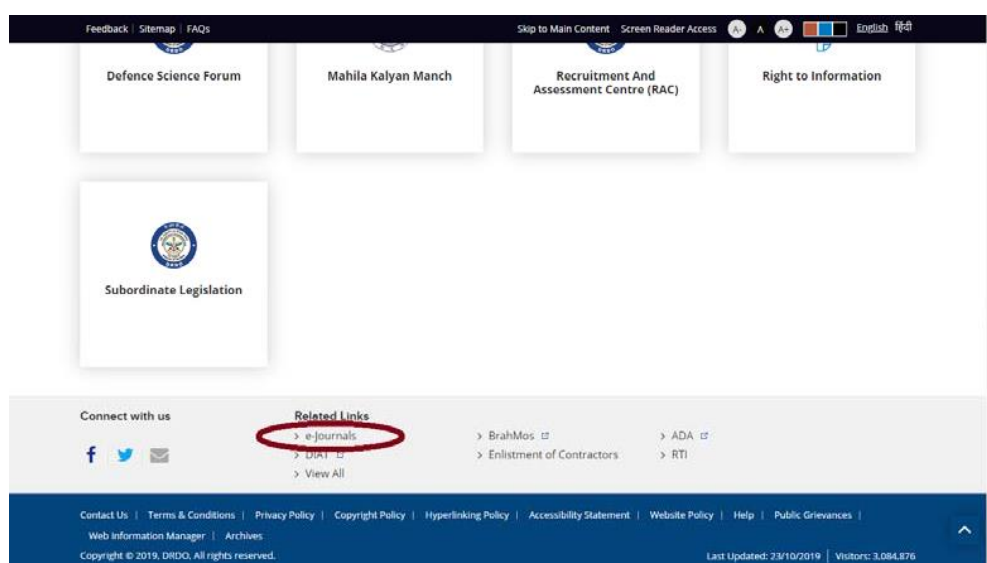 Feedback | Sitemap | FAQs Skip to Main Content Screen Reader Access A- A A+ English हिंदी
Defence Science Forum Mahila Kalyan Manch Recruitment And Right to Information
Assessment Centre (RAC)
Subordinate Legislation
Connect with us Related Links
> e-Journals > BrahMos > ADA
f > DIAT > Enlistment of Contractors > RTI
> View All
Contact Us | Terms & Conditions | Privacy Policy | Copyright Policy | Hyperlinking Policy | Accessibility Statement | Website Policy | Help | Public Grievances |
Web Information Manager | Archives
Copyright © 2019, DRDO, All rights reserved. Last Updated: 23/10/2019 | Visitors: 3,084,876